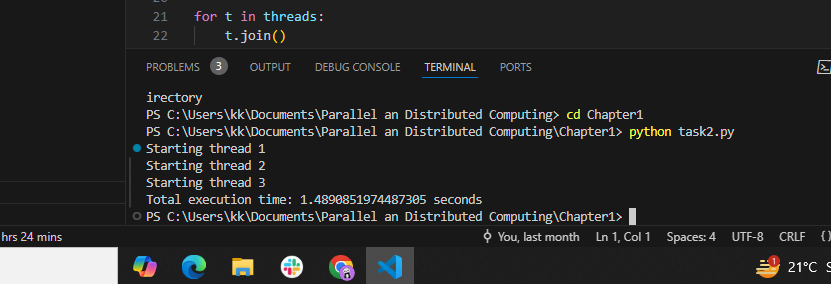 20
21 for t in threads:
22 t.join()
PROBLEMS 3 OUTPUT DEBUG CONSOLE TERMINAL PORTS
irectory
PS C:\Users\kk\Documents\Parallel an Distributed Computing> cd Chapter1
PS C:\Users\kk\Documents\Parallel an Distributed Computing\Chapter1> python task2.py
Starting thread 1
Starting thread 2
Starting thread 3
Total execution time: 1.4890851974487305 seconds
PS C:\Users\kk\Documents\Parallel an Distributed Computing\Chapter1>
hrs 24 mins You, last month Ln 1, Col 1 Spaces: 4 UTF-8 CRLF {}
1 21°C S